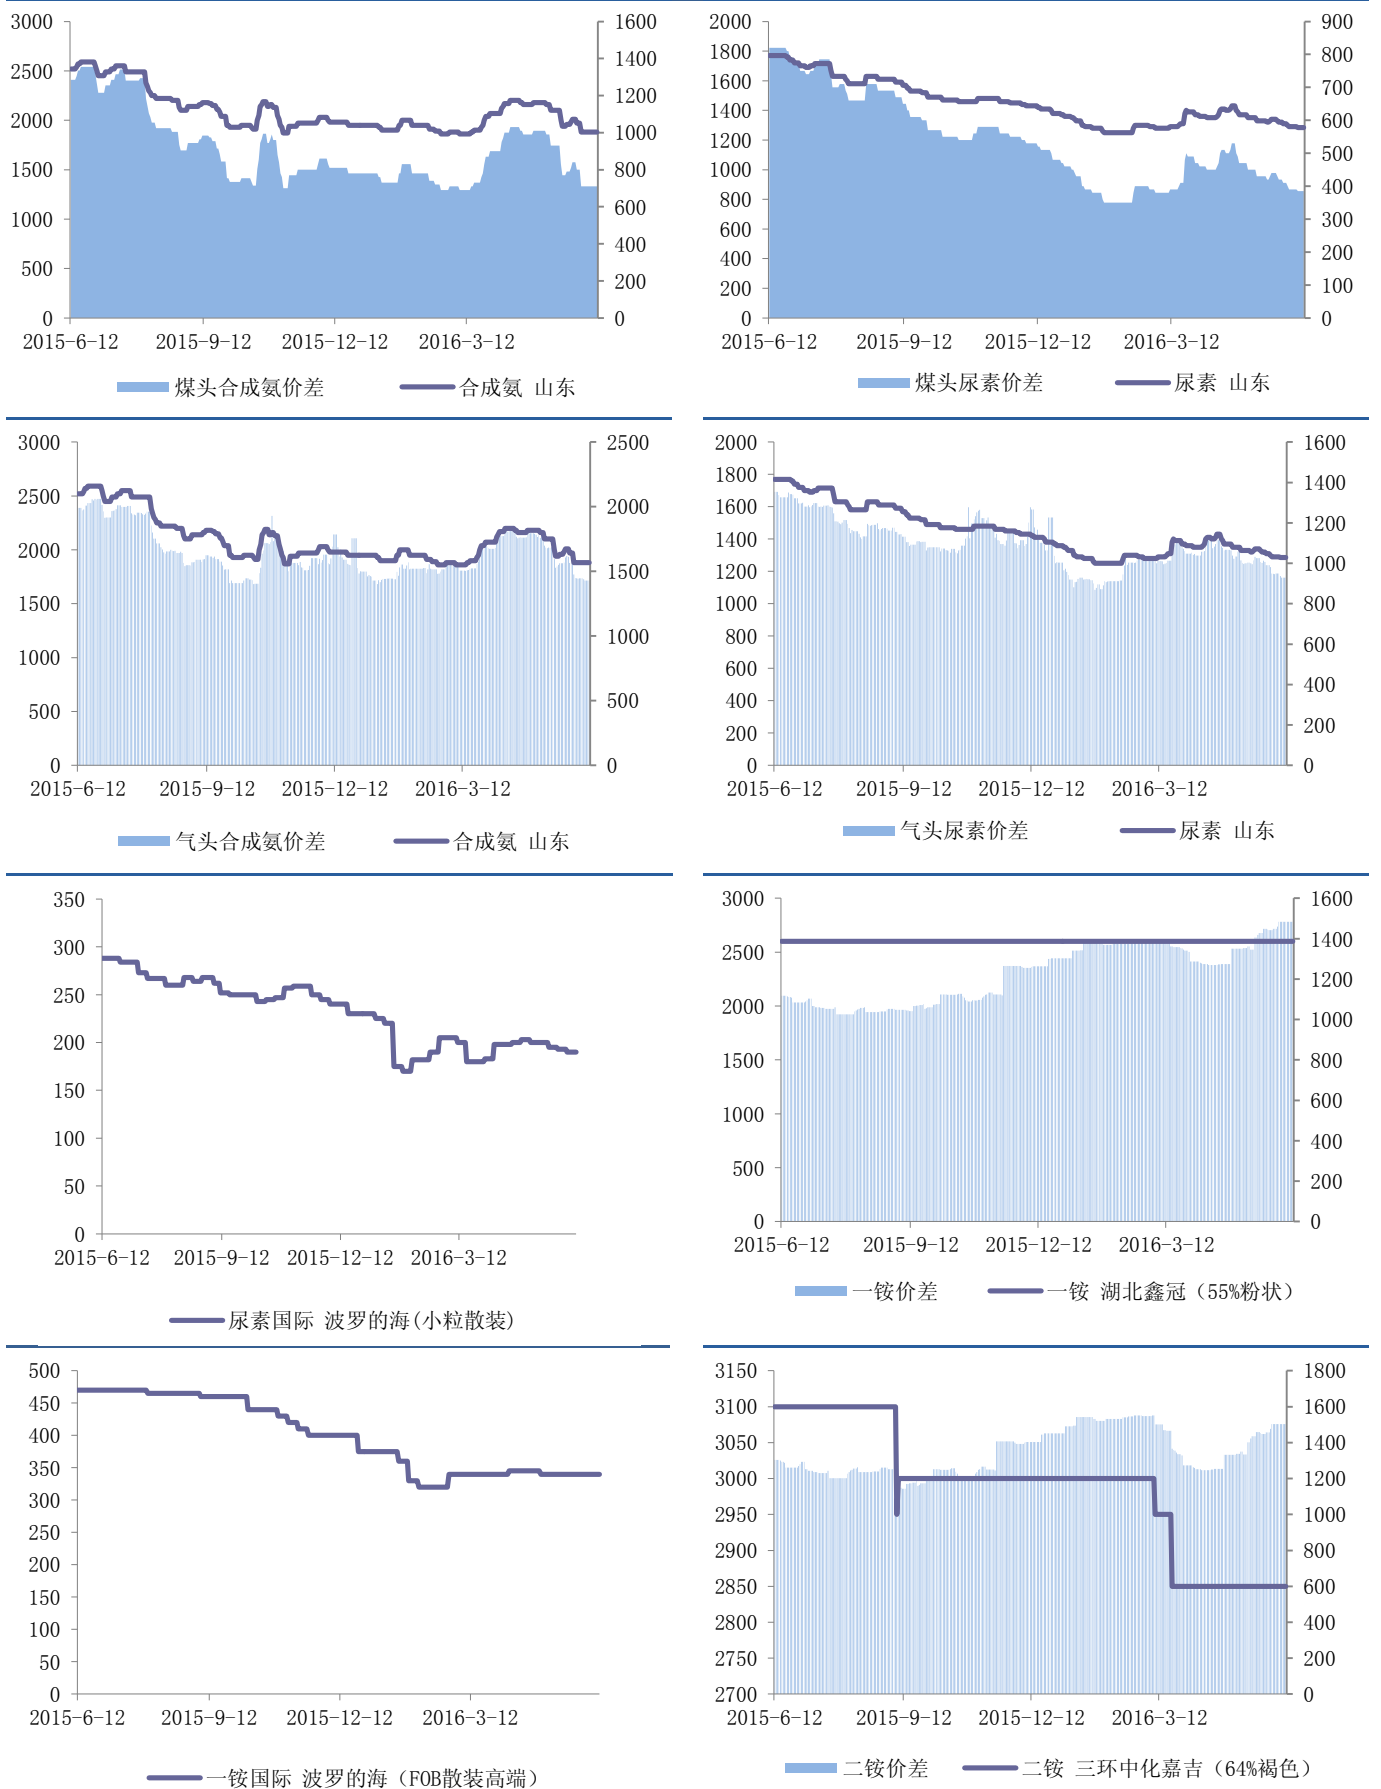 3000 2500 2000 1500 1000 500 0
1600 1400 1200 1000 800 600 400 200 0
2015-6-12 2015-9-12 2015-12-12 2016-3-12
煤头合成氨价差 合成氨 山东
2000 1800 1600 1400 1200 1000 800 600 400 200 0
900 800 700 600 500 400 300 200 100 0
2015-6-12 2015-9-12 2015-12-12 2016-3-12
煤头尿素价差 尿素 山东
3000 2500 2000 1500 1000 500 0
2500 2000 1500 1000 500 0
2015-6-12 2015-9-12 2015-12-12 2016-3-12
气头合成氨价差 合成氨 山东
2000 1800 1600 1400 1200 1000 800 600 400 200 0
1600 1400 1200 1000 800 600 400 200 0
2015-6-12 2015-9-12 2015-12-12 2016-3-12
气头尿素价差 尿素 山东
350 300 250 200 150 100 50 0
2015-6-12 2015-9-12 2015-12-12 2016-3-12
尿素国际 波罗的海(小粒散装)
3000 2500 2000 1500 1000 500 0
1600 1400 1200 1000 800 600 400 200 0
2015-6-12 2015-9-12 2015-12-12 2016-3-12
一铵价差 一铵 湖北鑫冠（55%粉状）
500 450 400 350 300 250 200 150 100 50 0
2015-6-12 2015-9-12 2015-12-12 2016-3-12
一铵国际 波罗的海（FOB散装高端）
3150 3100 3050 3000 2950 2900 2850 2800 2750 2700
1800 1600 1400 1200 1000 800 600 400 200 0
2015-6-12 2015-9-12 2015-12-12 2016-3-12
二铵价差 二铵 三环中化嘉吉（64%褐色）